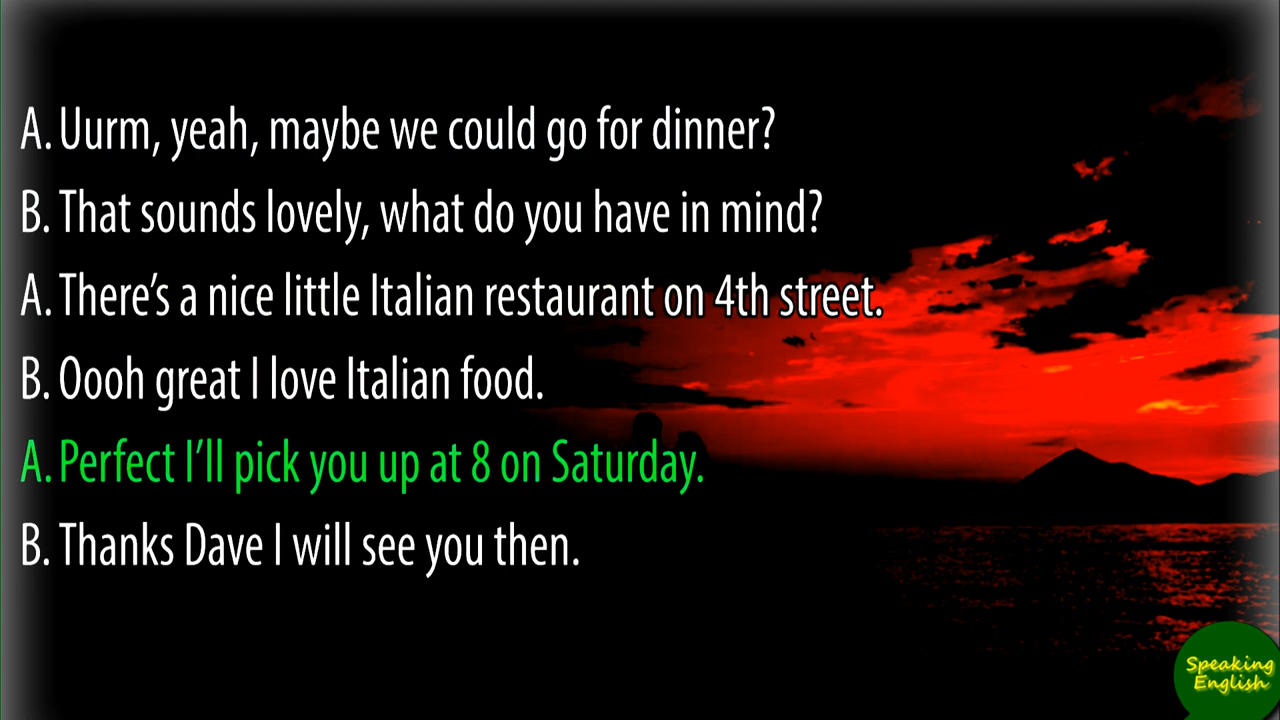 A. Uurm, yeah, maybe we could go for dinner?
B. That sounds lovely, what do you have in mind?
A. There’s a nice little Italian restaurant on 4th street.
B. Oooh great I love Italian food.
A. Perfect I’ll pick you up at 8 on Saturday.
B. Thanks Dave I will see you then.
Speaking
English